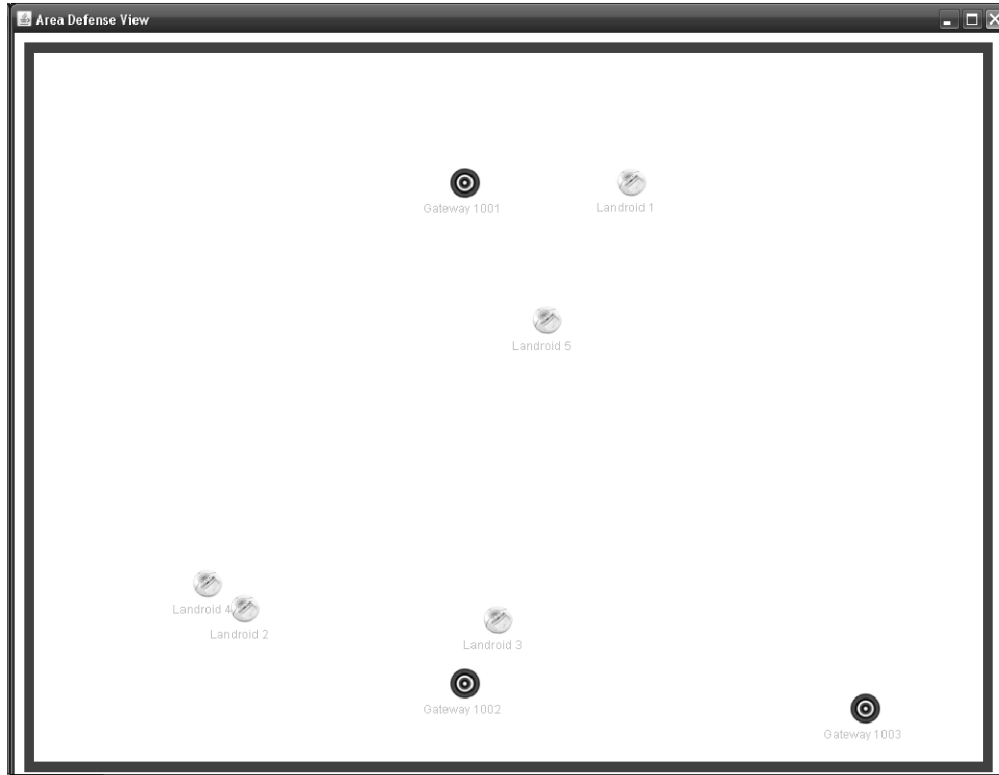 Area Defense View
Gateway 1001
Landroid 1
Landroid 5
Landroid 4
Landroid 2
Landroid 3
Gateway 1002
Gateway 1003